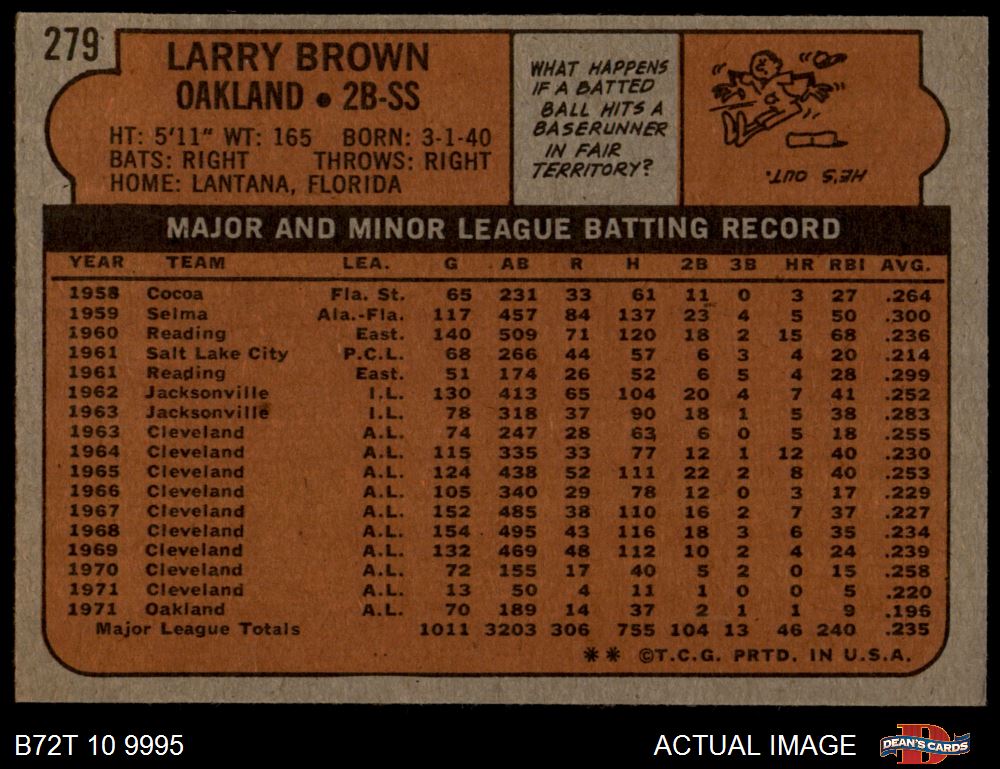 279
LARRY BROWN
OAKLAND • 2B-SS
HT: 5'11" WT: 165 BORN: 3-1-40
BATS: RIGHT THROWS: RIGHT
HOME: LANTANA, FLORIDA
WHAT HAPPENS
IF A BATTED
BALL HITS A
BASERUNNER
IN FAIR
TERRITORY?
HE'S OUT.
MAJOR AND MINOR LEAGUE BATTING RECORD
YEAR TEAM LEA. G AB R H 2B 3B HR RBI AVG.
1958 Cocoa Fla. St. 65 231 33 61 11 0 3 27 .264
1959 Selma Ala.-Fla. 117 457 84 137 23 4 5 50 .300
1960 Reading East. 140 509 71 120 18 2 15 68 .236
1961 Salt Lake City P.C.L. 68 266 44 57 6 3 4 20 .214
1961 Reading East. 51 174 26 52 6 5 4 28 .299
1962 Jacksonville I.L. 130 413 65 104 20 4 7 41 .252
1963 Jacksonville I.L. 78 318 37 90 18 1 5 38 .283
1963 Cleveland A.L. 74 247 28 63 6 0 5 18 .255
1964 Cleveland A.L. 115 335 33 77 12 1 12 40 .230
1965 Cleveland A.L. 124 438 52 111 22 2 8 40 .253
1966 Cleveland A.L. 105 340 29 78 12 0 3 17 .229
1967 Cleveland A.L. 152 485 38 110 16 2 7 37 .227
1968 Cleveland A.L. 154 495 43 116 18 3 6 35 .234
1969 Cleveland A.L. 132 469 48 112 10 2 4 24 .239
1970 Cleveland A.L. 72 155 17 40 5 2 0 15 .258
1971 Cleveland A.L. 13 50 4 11 1 0 0 5 .220
1971 Oakland A.L. 70 189 14 37 2 1 1 9 .196
Major League Totals 1011 3203 306 755 104 13 46 240 .235
** ©T.C.G. PRTD. IN U.S.A.
B72T 10 9995
ACTUAL IMAGE
DEAN'S CARDS